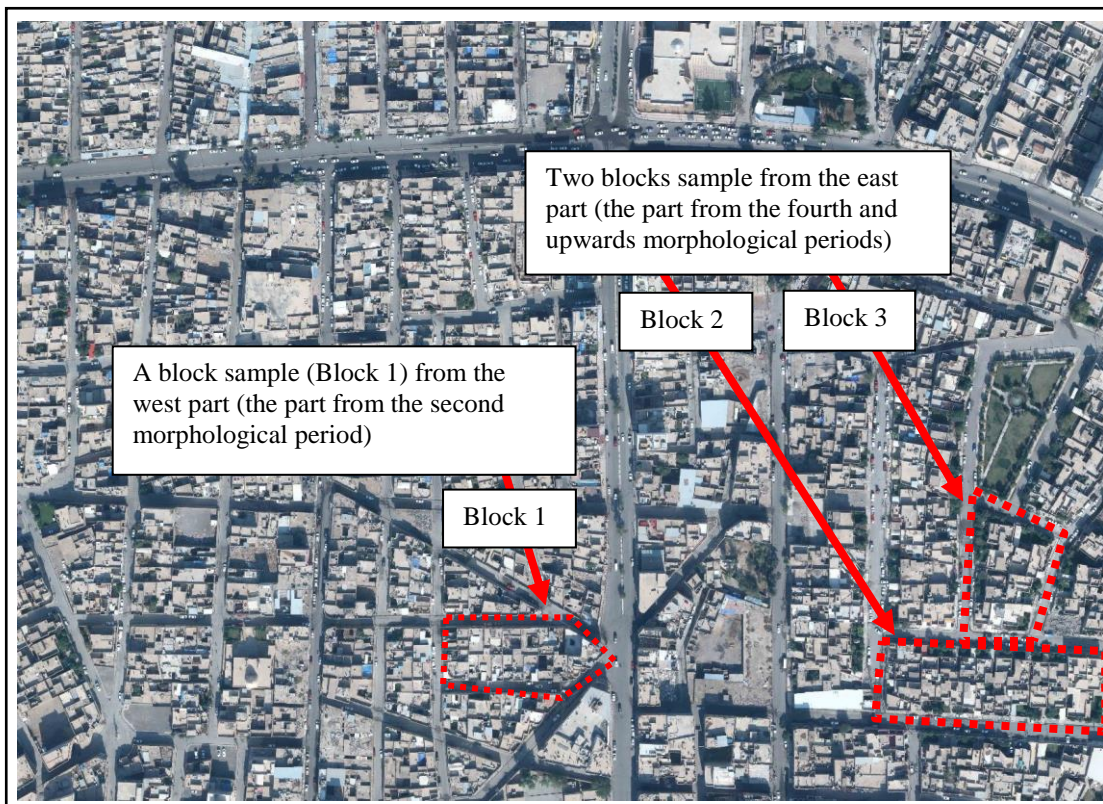 Two blocks sample from the east
part (the part from the fourth and
upwards morphological periods)
Block 2
Block 3
A block sample (Block 1) from the
west part (the part from the second
morphological period)
Block 1